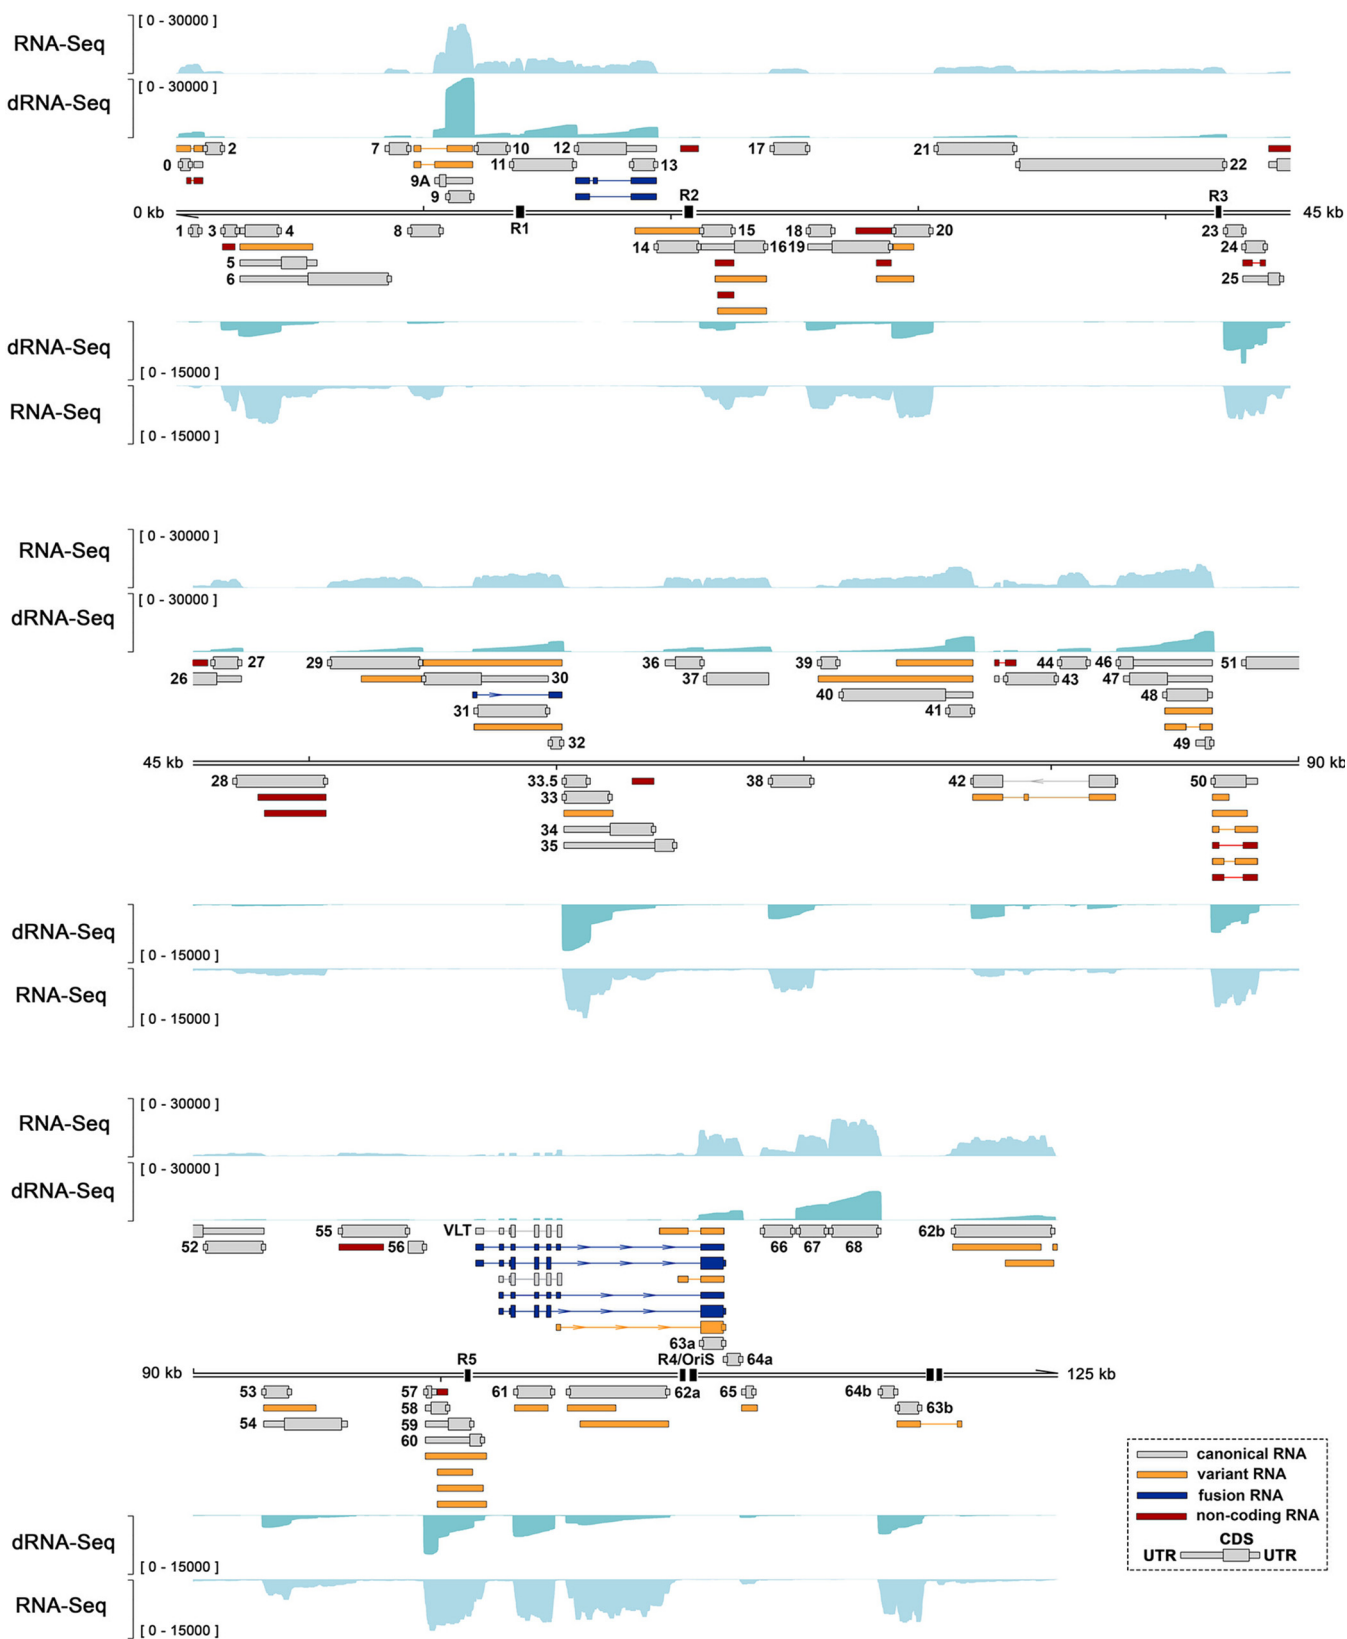 [ 0 - 30000 ]
RNA-Seq
[ 0 - 30000 ]
dRNA-Seq
2 7 10 12 17 21
0 11 13 22
9A
9
0 kb R1 R2 R3 45 kb
1 3 4 8 15 18 20 23
5 14 16 19 24
6 25
dRNA-Seq
[ 0 - 15000 ]
RNA-Seq
[ 0 - 15000 ]
[ 0 - 30000 ]
RNA-Seq
[ 0 - 30000 ]
dRNA-Seq
27 29 36 39 44 46 51
26 30 37 40 43 47
31 41 48
32 49
45 kb 90 kb
28 33.5 38 42 50
33
34
35
dRNA-Seq
[ 0 - 15000 ]
RNA-Seq
[ 0 - 15000 ]
[ 0 - 30000 ]
RNA-Seq
[ 0 - 30000 ]
dRNA-Seq
55 VLT 62b
52 56 66 67 68
63a
R5 R4/OriS 64a
90 kb 125 kb
53 57 61 62a 65 64b
58 63b
54 59
60
canonical RNA
variant RNA
fusion RNA
non-coding RNA
CDS
UTR UTR
dRNA-Seq
[ 0 - 15000 ]
RNA-Seq
[ 0 - 15000 ]